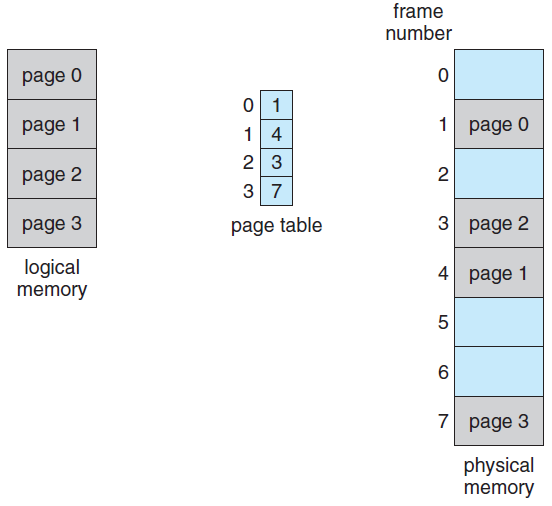 page 0
page 1
page 2
page 3
logical
memory
0 1
1 4
2 3
3 7
page table
frame
number
0
1 page 0
2
3 page 2
4 page 1
5
6
7 page 3
physical
memory